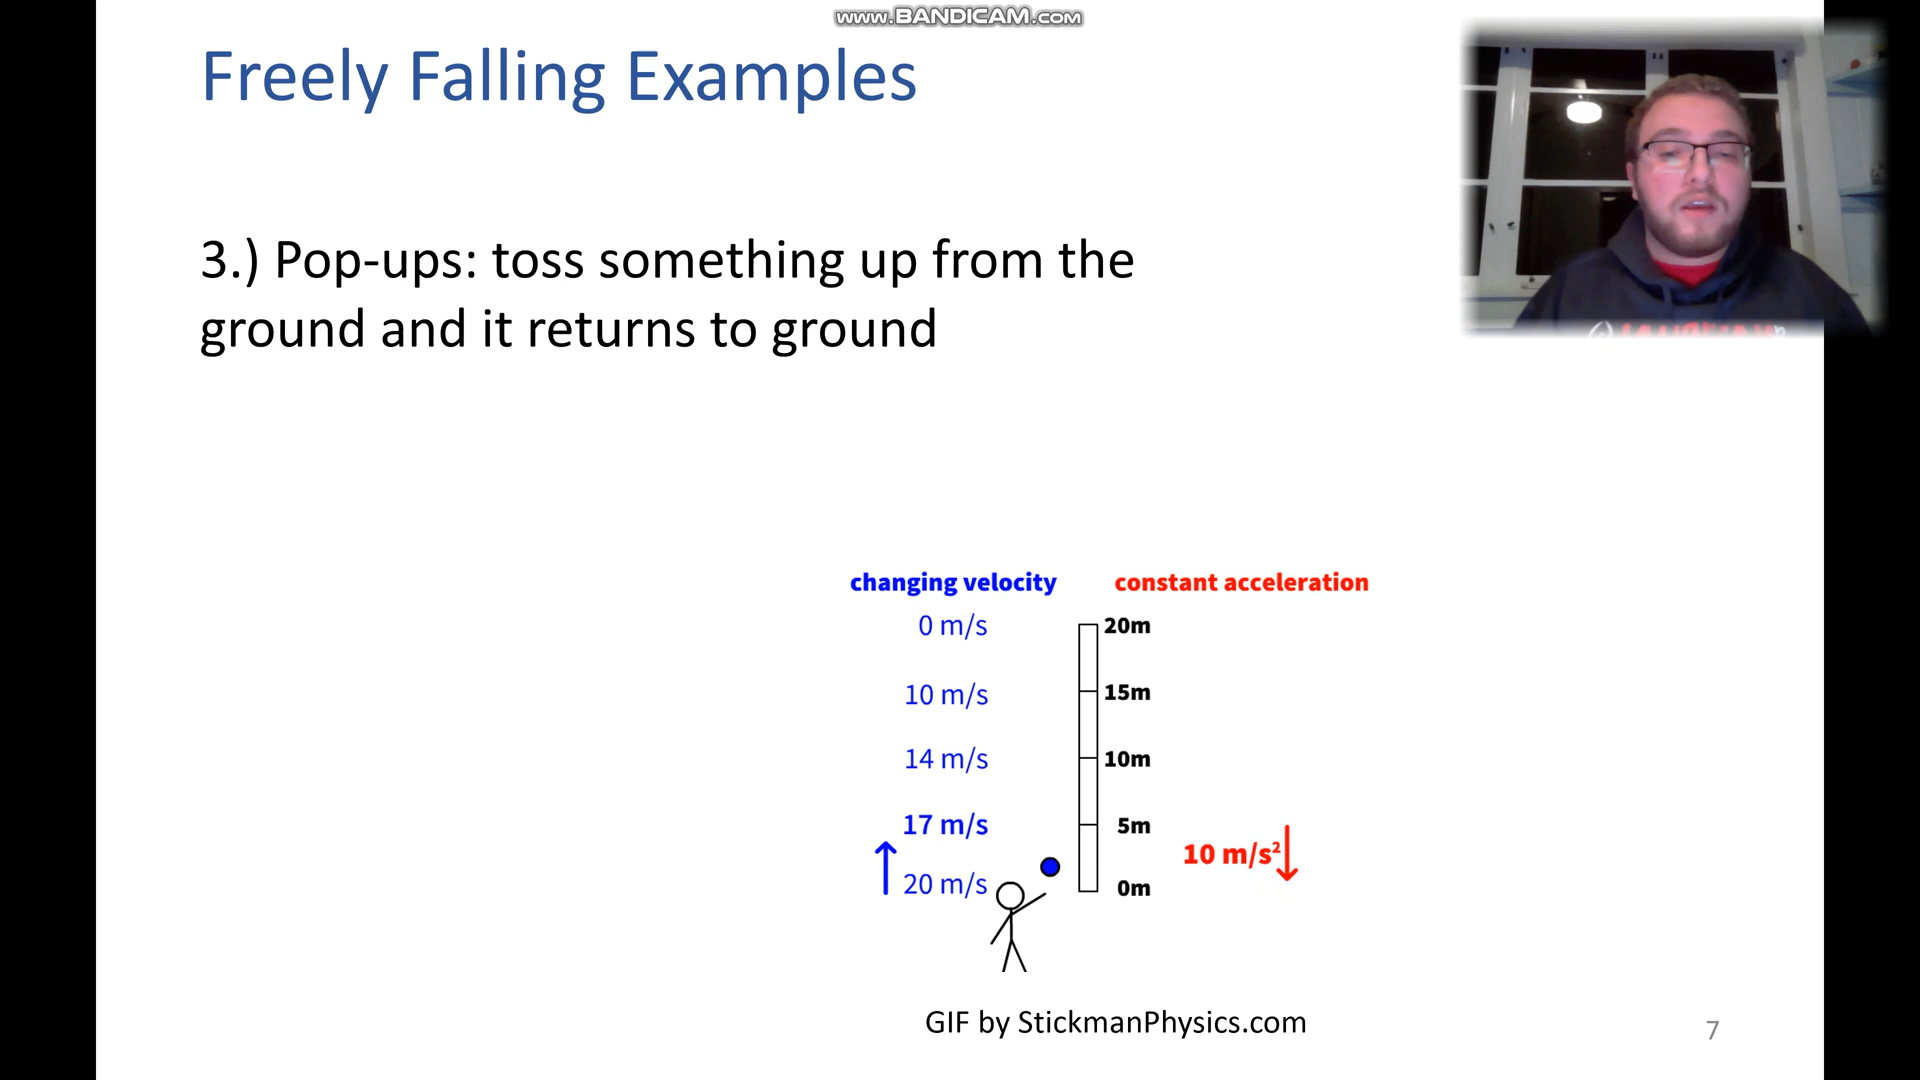 www.BANDICAM.com
Freely Falling Examples
3.) Pop-ups: toss something up from the
ground and it returns to ground
changing velocity
constant acceleration
0 m/s
20m
10 m/s
15m
14 m/s
10m
17 m/s
5m
10 m/s²
20 m/s
0m
GIF by StickmanPhysics.com
7